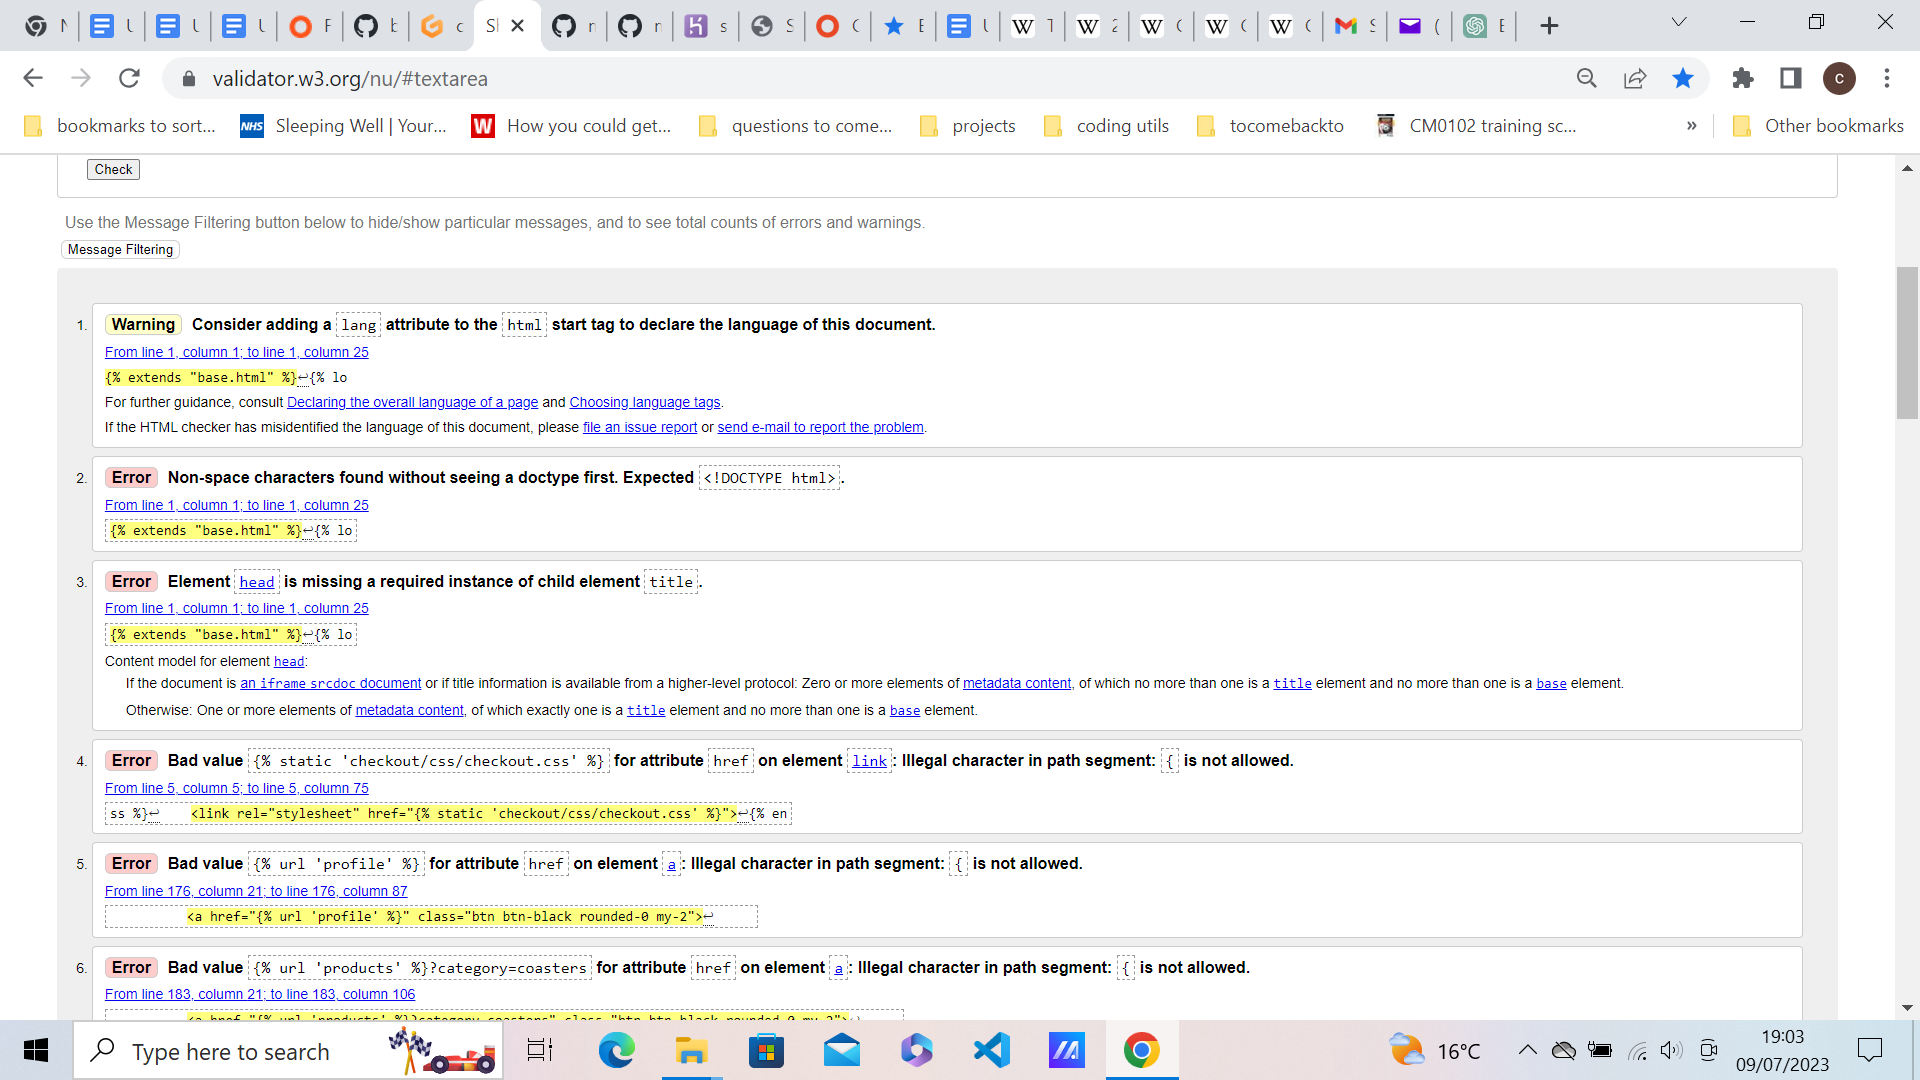 validator.w3.org/nu/#textarea
c
bookmarks to sort...
NHS
Sleeping Well | Your...
W
How you could get...
questions to come...
projects
coding utils
tocomebackto
CM0102 training sc...
»
Other bookmarks
Check
Use the Message Filtering button below to hide/show particular messages, and to see total counts of errors and warnings.
Message Filtering
1. Warning Consider adding a lang attribute to the html start tag to declare the language of this document.
From line 1, column 1; to line 1, column 25
{% extends "base.html" %}↩{% lo
For further guidance, consult Declaring the overall language of a page and Choosing language tags.
If the HTML checker has misidentified the language of this document, please file an issue report or send e-mail to report the problem.
2. Error Non-space characters found without seeing a doctype first. Expected <!DOCTYPE html>.
From line 1, column 1; to line 1, column 25
{% extends "base.html" %}↩{% lo
3. Error Element head is missing a required instance of child element title.
From line 1, column 1; to line 1, column 25
{% extends "base.html" %}↩{% lo
Content model for element head:
If the document is an iframe srcdoc document or if title information is available from a higher-level protocol: Zero or more elements of metadata content, of which no more than one is a title element and no more than one is a base element.
Otherwise: One or more elements of metadata content, of which exactly one is a title element and no more than one is a base element.
4. Error Bad value {% static 'checkout/css/checkout.css' %} for attribute href on element link: Illegal character in path segment: { is not allowed.
From line 5, column 5; to line 5, column 75
ss %}↩ <link rel="stylesheet" href="{% static 'checkout/css/checkout.css' %}">↩{% en
5. Error Bad value {% url 'profile' %} for attribute href on element a: Illegal character in path segment: { is not allowed.
From line 176, column 21; to line 176, column 87
<a href="{% url 'profile' %}" class="btn btn-black rounded-0 my-2">↩
6. Error Bad value {% url 'products' %}?category=coasters for attribute href on element a: Illegal character in path segment: { is not allowed.
From line 183, column 21; to line 183, column 106
<a href="{% url 'products' %}?category=coasters" class="btn btn-black rounded-0 my-2">↩
Type here to search
16°C
19:03
09/07/2023